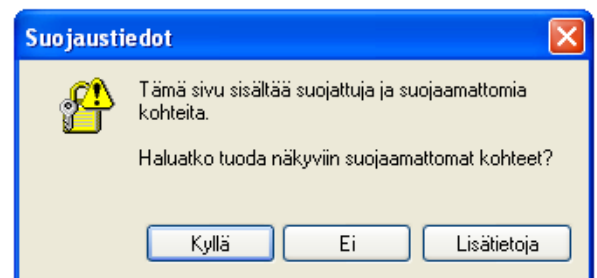 Suojaustiedot
Tämä sivu sisältää suojattuja ja suojaamattomia
kohteita.
Haluatko tuoda näkyviin suojaamattomat kohteet?
Kyllä
Ei
Lisätietoja